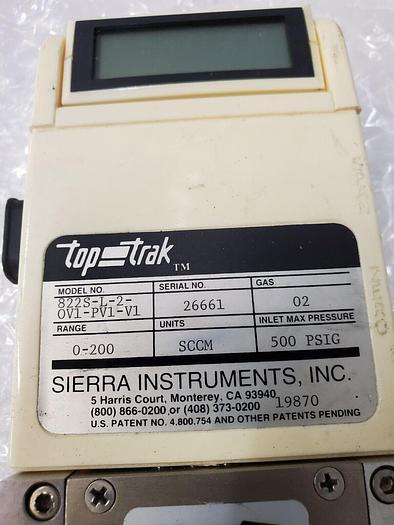 top trak TM
MODEL NO. SERIAL NO. GAS
822S-L-2-
OV1-PV1-V1 26661 O2
RANGE UNITS INLET MAX PRESSURE
0-200 SCCM 500 PSIG
SIERRA INSTRUMENTS, INC.
5 Harris Court, Monterey, CA 93940
(800) 866-0200 or (408) 373-0200 19870
U.S. PATENT NO. 4.800.754 AND OTHER PATENTS PENDING